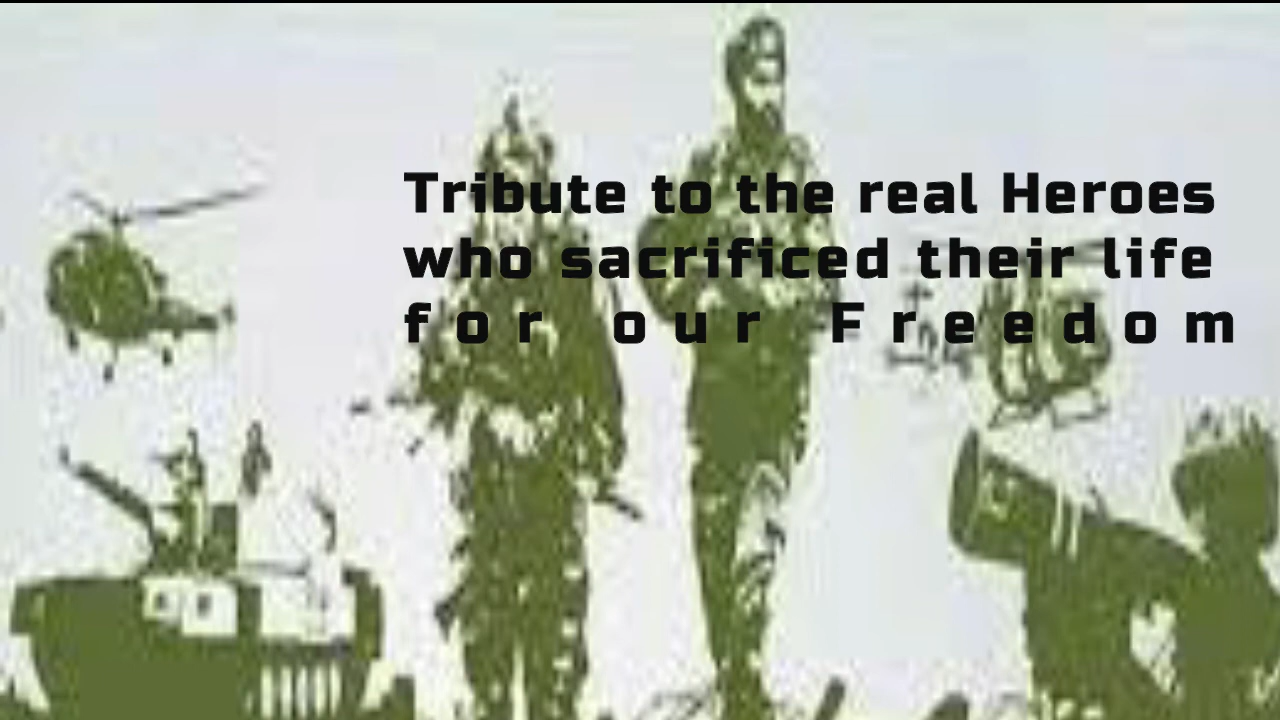 Tribute to the real Heroes
who sacrificed their life
for our Freedom